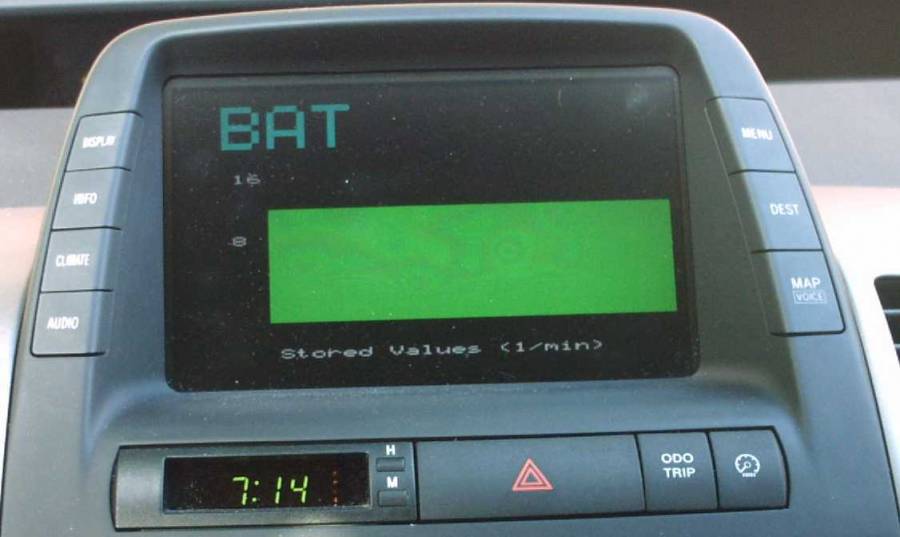 BAT
16
8
Stored Values (1/min)
DISPLAY
INFO
CLIMATE
AUDIO
MENU
DEST
MAP
VOICE
7:14
H
M
ODO
TRIP